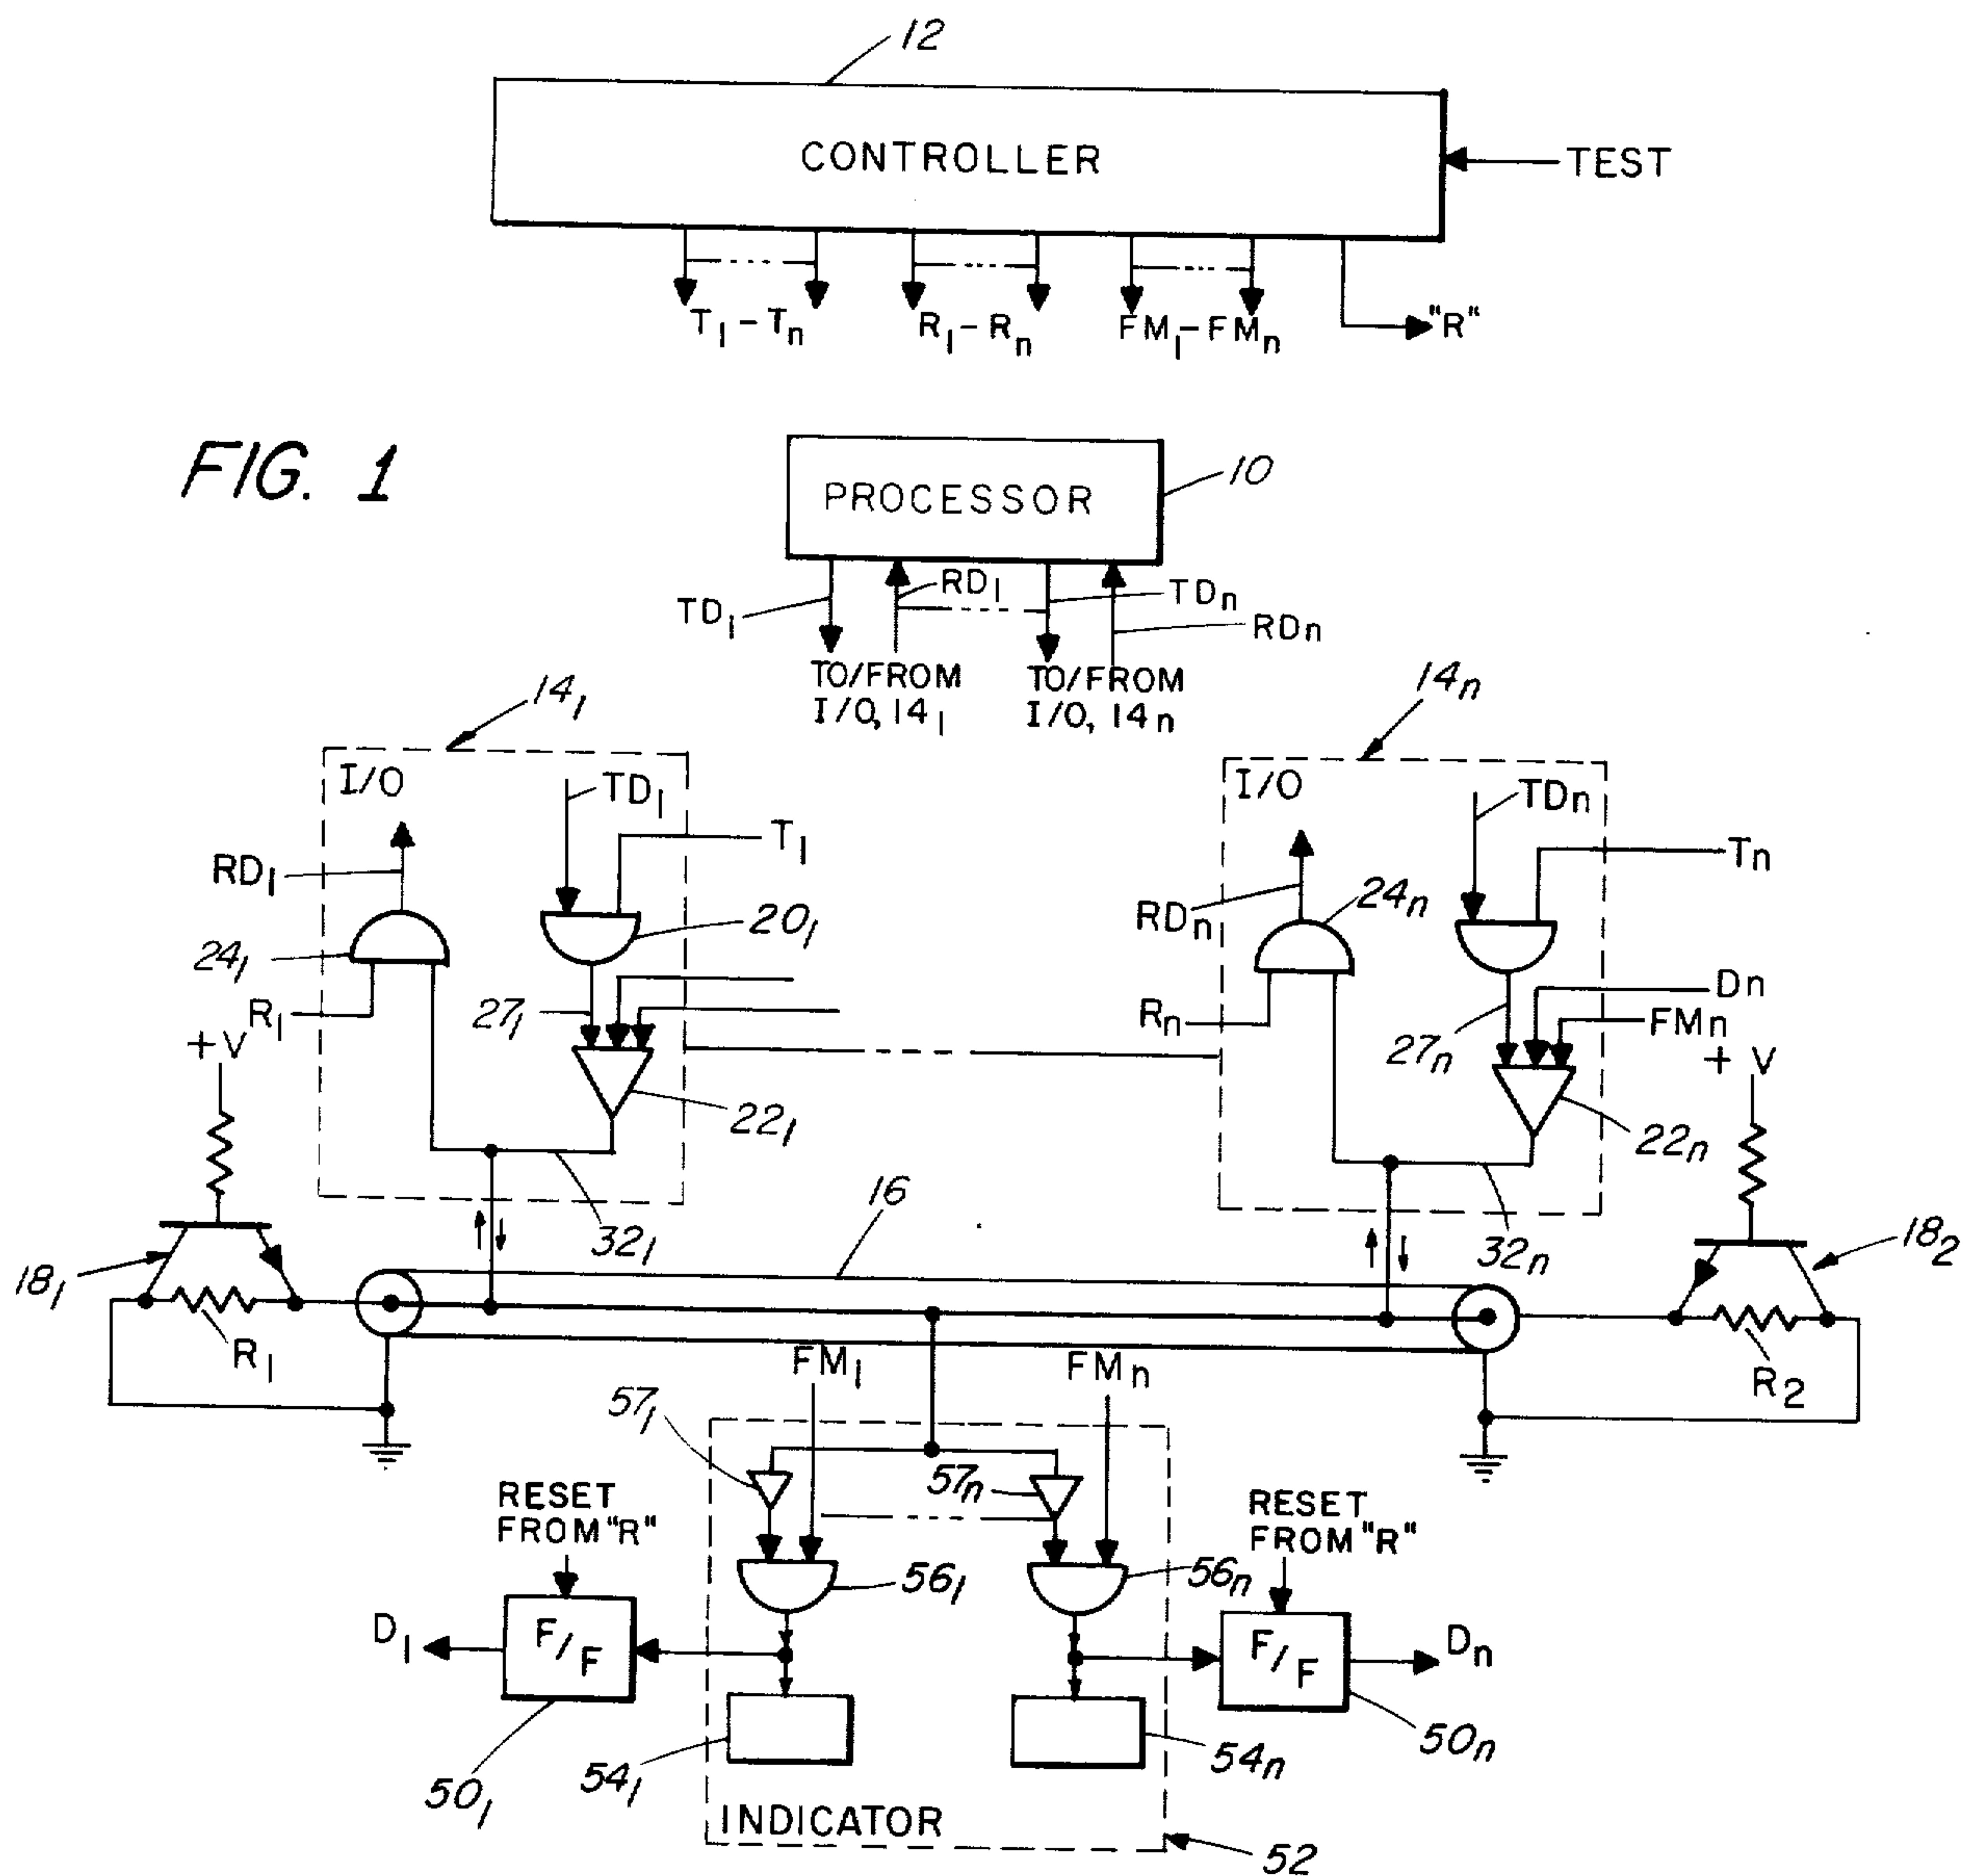 12
CONTROLLER
TEST
T₁ – Tₙ
R₁ – Rₙ
FM₁ – FMₙ
"R"
FIG. 1
10
PROCESSOR
TD₁
RD₁
TDₙ
RDₙ
TO/FROM
I/O, 14₁
TO/FROM
I/O, 14ₙ
14₁
I/O
TD₁
T₁
RD₁
20₁
24₁
R₁
27₁
22₁
32₁
14ₙ
I/O
TDₙ
Tₙ
RDₙ
24ₙ
Dₙ
Rₙ
FMₙ
27ₙ
22ₙ
32ₙ
+V
+ V
16
18₁
R₁
18₂
R₂
FM₁
FMₙ
57₁
57ₙ
RESET
FROM "R"
RESET
FROM "R"
56₁
56ₙ
D₁
F/F
F/F
Dₙ
50₁
54₁
54ₙ
50ₙ
INDICATOR
52